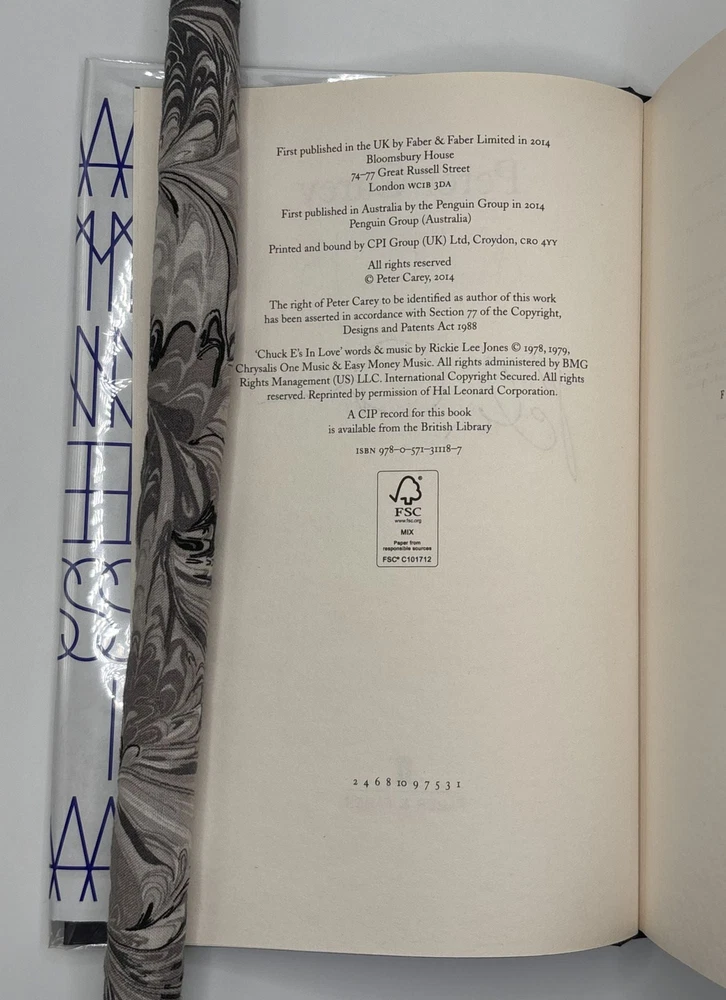 First published in the UK by Faber & Faber Limited in 2014
Bloomsbury House
74–77 Great Russell Street
London WC1B 3DA
First published in Australia by the Penguin Group in 2014
Penguin Group (Australia)
Printed and bound by CPI Group (UK) Ltd, Croydon, CR0 4YY
All rights reserved
© Peter Carey, 2014
The right of Peter Carey to be identified as author of this work
has been asserted in accordance with Section 77 of the Copyright,
Designs and Patents Act 1988
‘Chuck E’s In Love’ words & music by Rickie Lee Jones © 1978, 1979,
Chrysalis One Music & Easy Money Music. All rights administered by BMG
Rights Management (US) LLC. International Copyright Secured. All rights
reserved. Reprinted by permission of Hal Leonard Corporation.
A CIP record for this book
is available from the British Library
ISBN 978–0–571–31118–7
FSC
www.fsc.org
MIX
Paper from
responsible sources
FSC® C101712
2 4 6 8 10 9 7 5 3 1
F